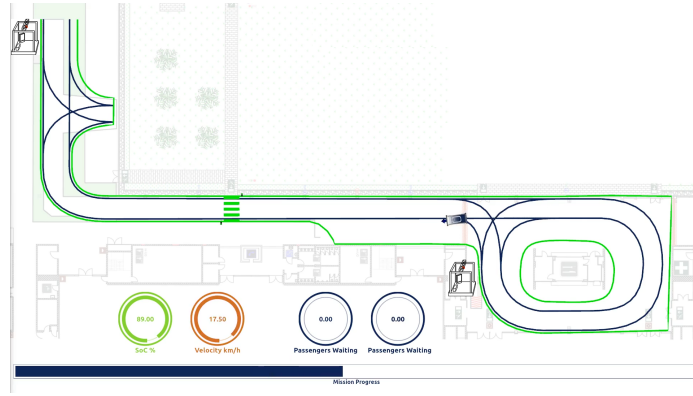 89.00
17.50
0.00
0.00
SoC %
Velocity km/h
Passengers Waiting
Passengers Waiting
Mission Progress